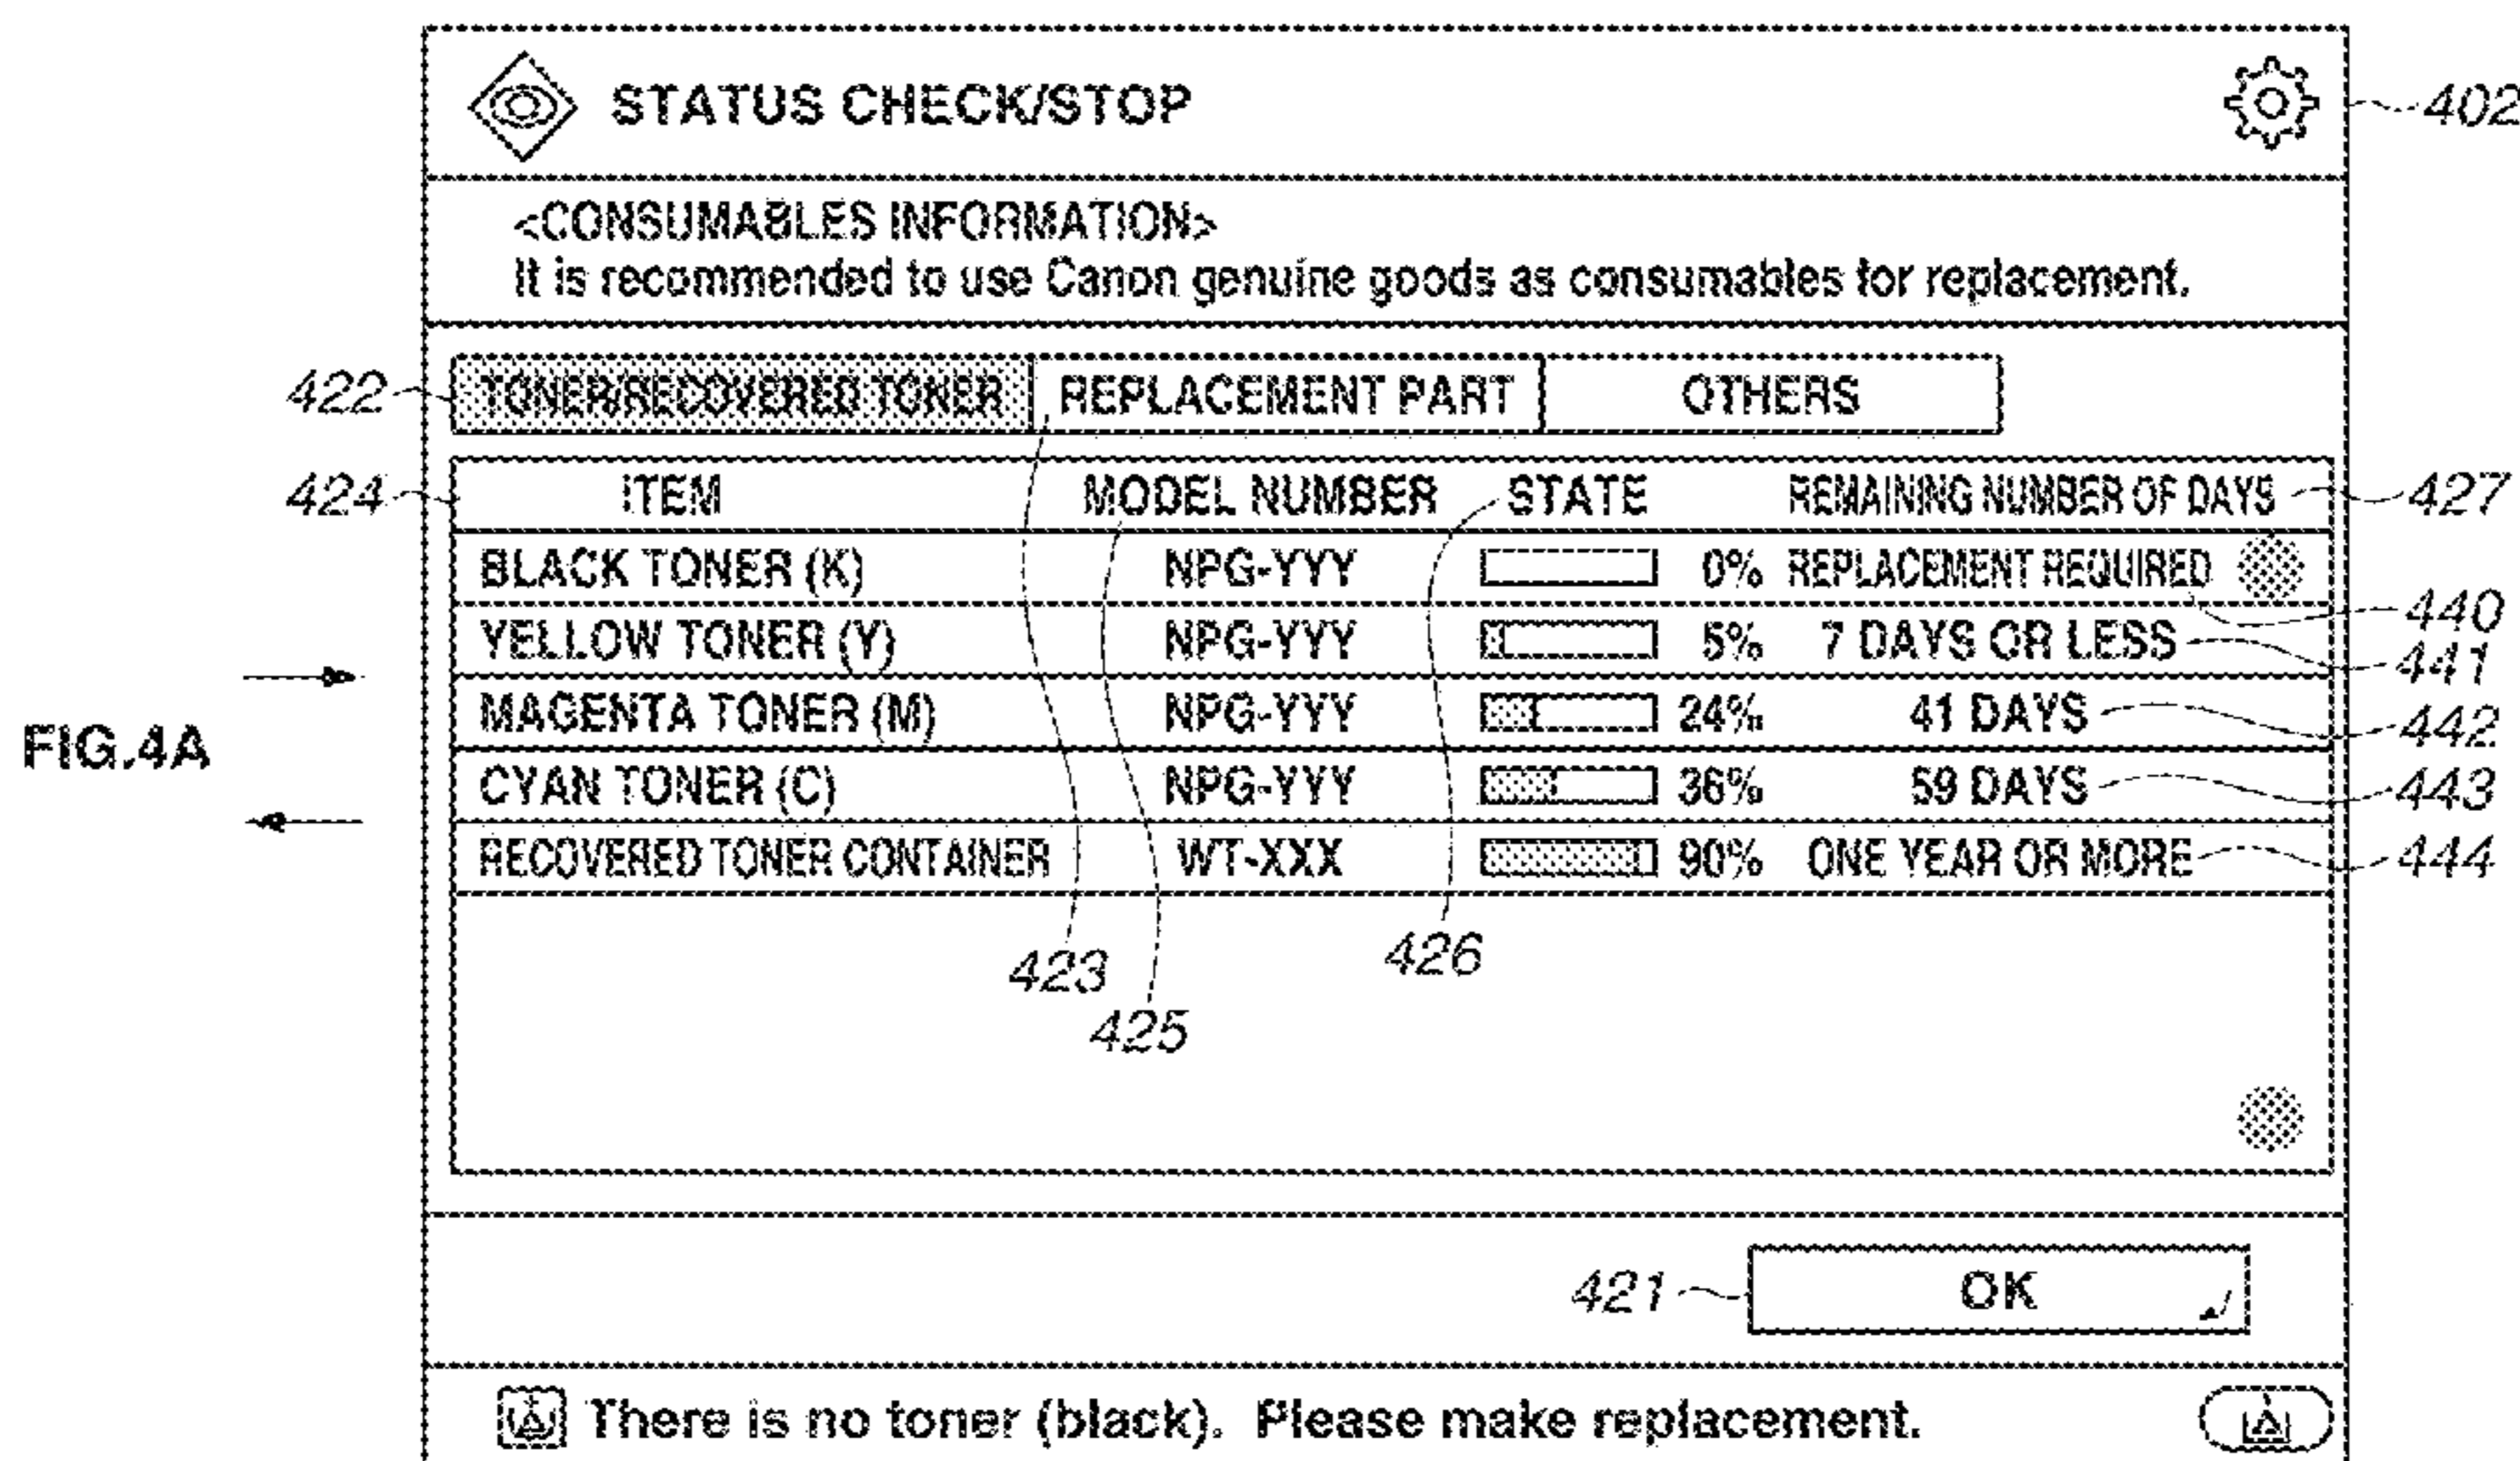 STATUS CHECK/STOP
402
<CONSUMABLES INFORMATION>
It is recommended to use Canon genuine goods as consumables for replacement.
422 TONER/RECOVERED TONER REPLACEMENT PART OTHERS
424 ITEM MODEL NUMBER STATE REMAINING NUMBER OF DAYS 427
BLACK TONER (K) NPG-YYY 0% REPLACEMENT REQUIRED
440
YELLOW TONER (Y) NPG-YYY 5% 7 DAYS OR LESS
441
MAGENTA TONER (M) NPG-YYY 24% 41 DAYS 442
FIG.4A
CYAN TONER (C) NPG-YYY 36% 59 DAYS 443
RECOVERED TONER CONTAINER WT-XXX 90% ONE YEAR OR MORE 444
426
423
425
421 OK
There is no toner (black). Please make replacement.